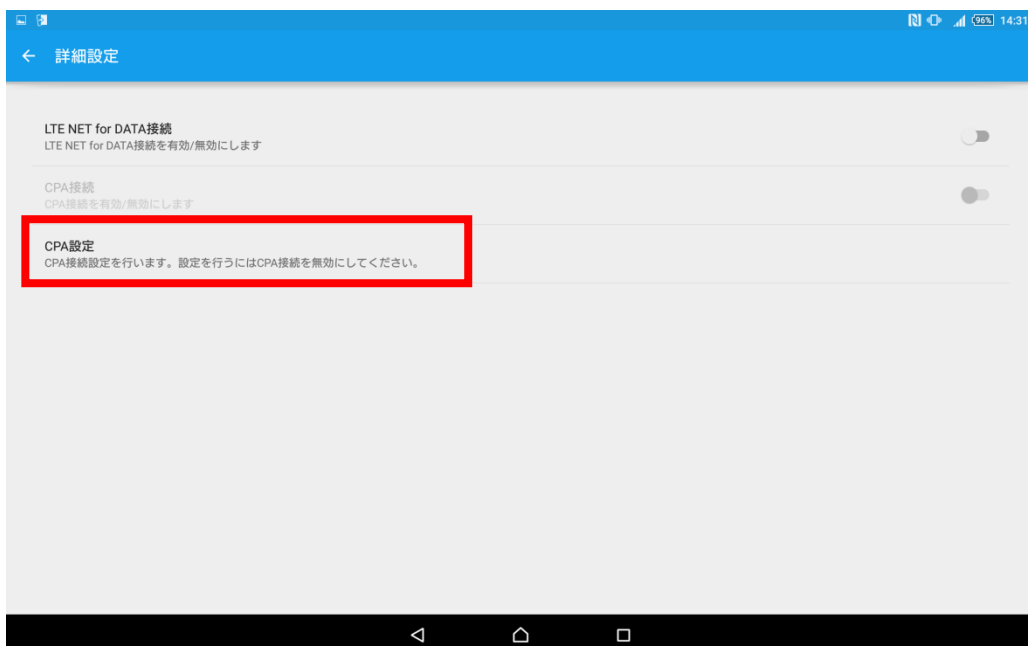 96% 14:31
詳細設定
LTE NET for DATA接続
LTE NET for DATA接続を有効/無効にします
CPA接続
CPA接続を有効/無効にします
CPA設定
CPA接続設定を行います。設定を行うにはCPA接続を無効にしてください。